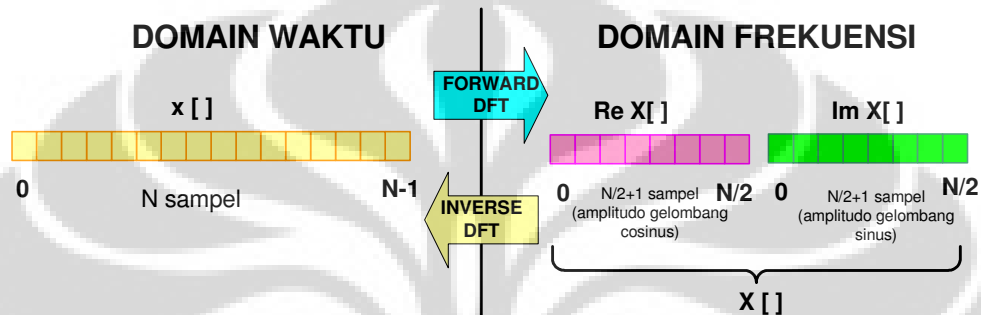 DOMAIN WAKTU
DOMAIN FREKUENSI
FORWARD
DFT
x [ ]
Re X[ ]
Im X[ ]
0
N sampel
N-1
0
N/2+1 sampel
(amplitudo gelombang
cosinus)
N/2
0
N/2+1 sampel
(amplitudo gelombang
sinus)
N/2
INVERSE
DFT
X [ ]